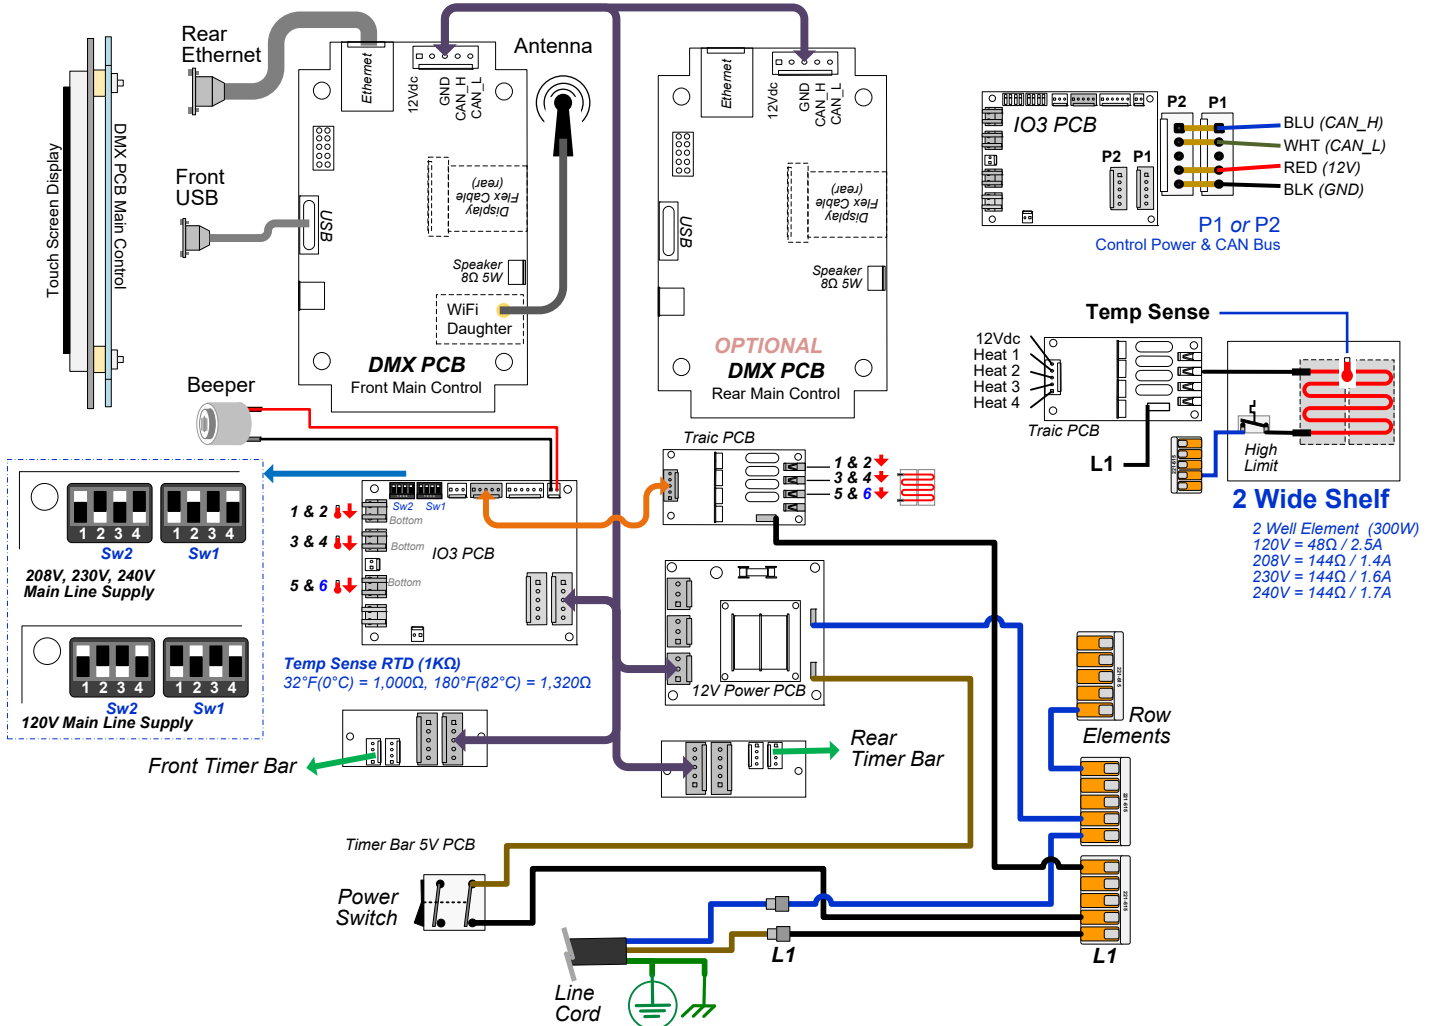 Rear
Ethernet
Antenna
Ethernet
12Vdc
GND
CAN_H
CAN_L
Ethernet
12Vdc
GND
CAN_H
CAN_L
Touch Screen Display
DMX PCB Main Control
Front
USB
USB
Display
Flex Cable
(rear)
Speaker
8Ω 5W
WiFi
Daughter
DMX PCB
Front Main Control
USB
Display
Flex Cable
(rear)
Speaker
8Ω 5W
OPTIONAL
DMX PCB
Rear Main Control
IO3 PCB
P2 P1
P2 P1
BLU (CAN_H)
WHT (CAN_L)
RED (12V)
BLK (GND)
P1 or P2
Control Power & CAN Bus
Temp Sense
12Vdc
Heat 1
Heat 2
Heat 3
Heat 4
Traic PCB
L1
221-615
High
Limit
2 Wide Shelf
2 Well Element (300W)
120V = 48Ω / 2.5A
208V = 144Ω / 1.4A
230V = 144Ω / 1.6A
240V = 144Ω / 1.7A
Beeper
Traic PCB
1 & 2
3 & 4
5 & 6
1 2 3 4
1 2 3 4
Sw2
Sw1
208V, 230V, 240V
Main Line Supply
1 2 3 4
1 2 3 4
Sw2
Sw1
120V Main Line Supply
Sw2
Sw1
1 & 2
Bottom
3 & 4
Bottom
5 & 6
Bottom
IO3 PCB
Temp Sense RTD (1KΩ)
32°F(0°C) = 1,000Ω, 180°F(82°C) = 1,320Ω
12V Power PCB
Front Timer Bar
Rear
Timer Bar
221-615
Row
Elements
221-615
Timer Bar 5V PCB
Power
Switch
221-615
L1
L1
Line
Cord